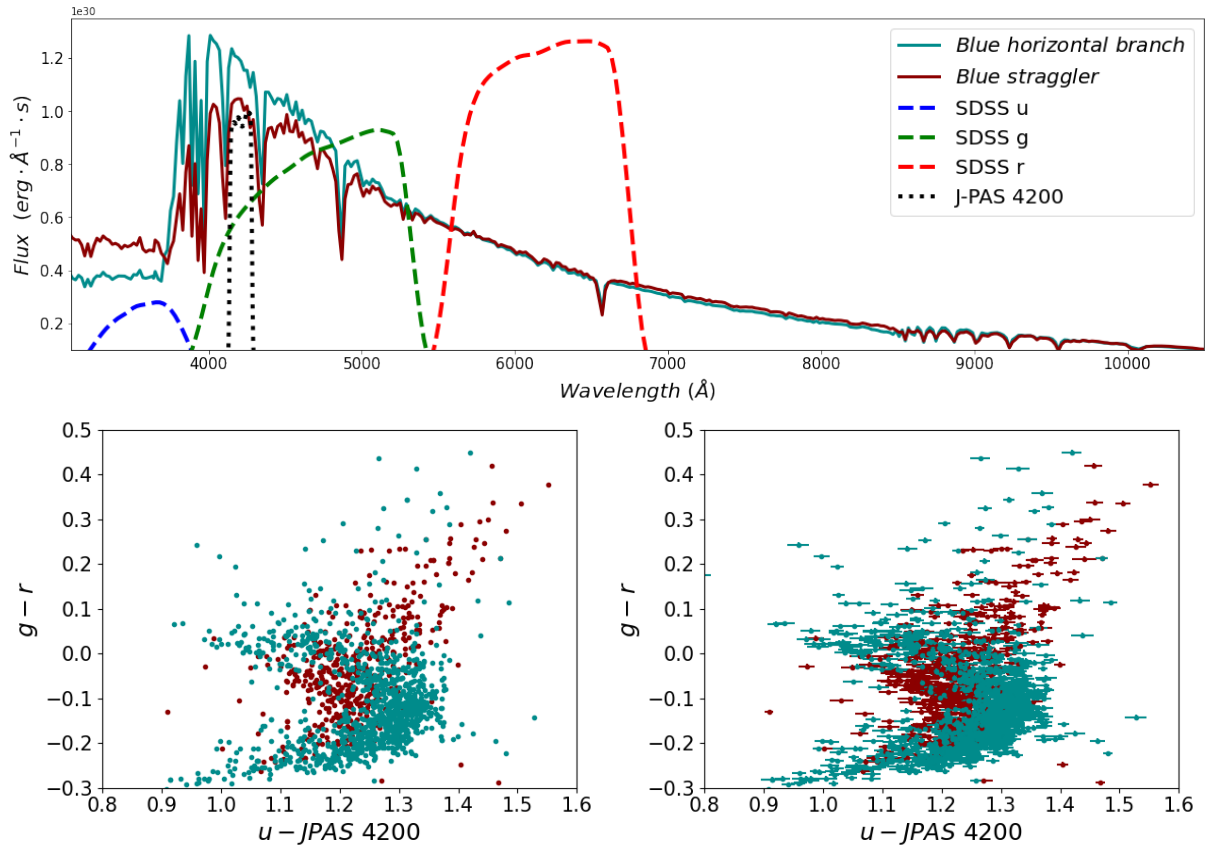 1e30
1.2
1.0
0.8
0.6
0.4
0.2
Flux (erg · Å⁻¹ · s)
Blue horizontal branch
Blue straggler
SDSS u
SDSS g
SDSS r
J-PAS 4200
4000 5000 6000 7000 8000 9000 10000
Wavelength (Å)
0.5
0.4
0.3
0.2
0.1
0.0
−0.1
−0.2
−0.3
g − r
0.8 0.9 1.0 1.1 1.2 1.3 1.4 1.5 1.6
u − JPAS 4200
0.5
0.4
0.3
0.2
0.1
0.0
−0.1
−0.2
−0.3
g − r
0.8 0.9 1.0 1.1 1.2 1.3 1.4 1.5 1.6
u − JPAS 4200